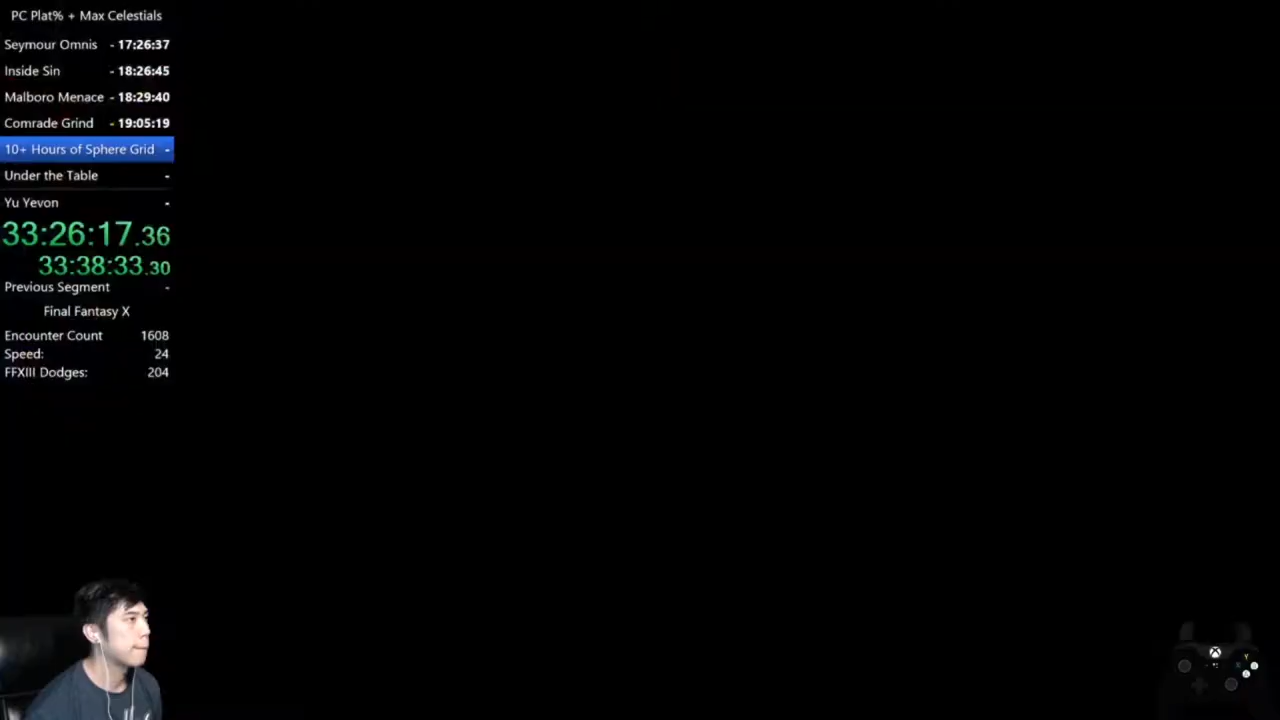 PC Plat% + Max Celestials
Seymour Omnis - 17:26:37
Inside Sin - 18:26:45
Malboro Menace - 18:29:40
Comrade Grind - 19:05:19
10+ Hours of Sphere Grid -
Under the Table -
Yu Yevon -
33:26:17.36
33:38:33.30
Previous Segment -
Final Fantasy X
Encounter Count 1608
Speed: 24
FFXIII Dodges: 204
Y